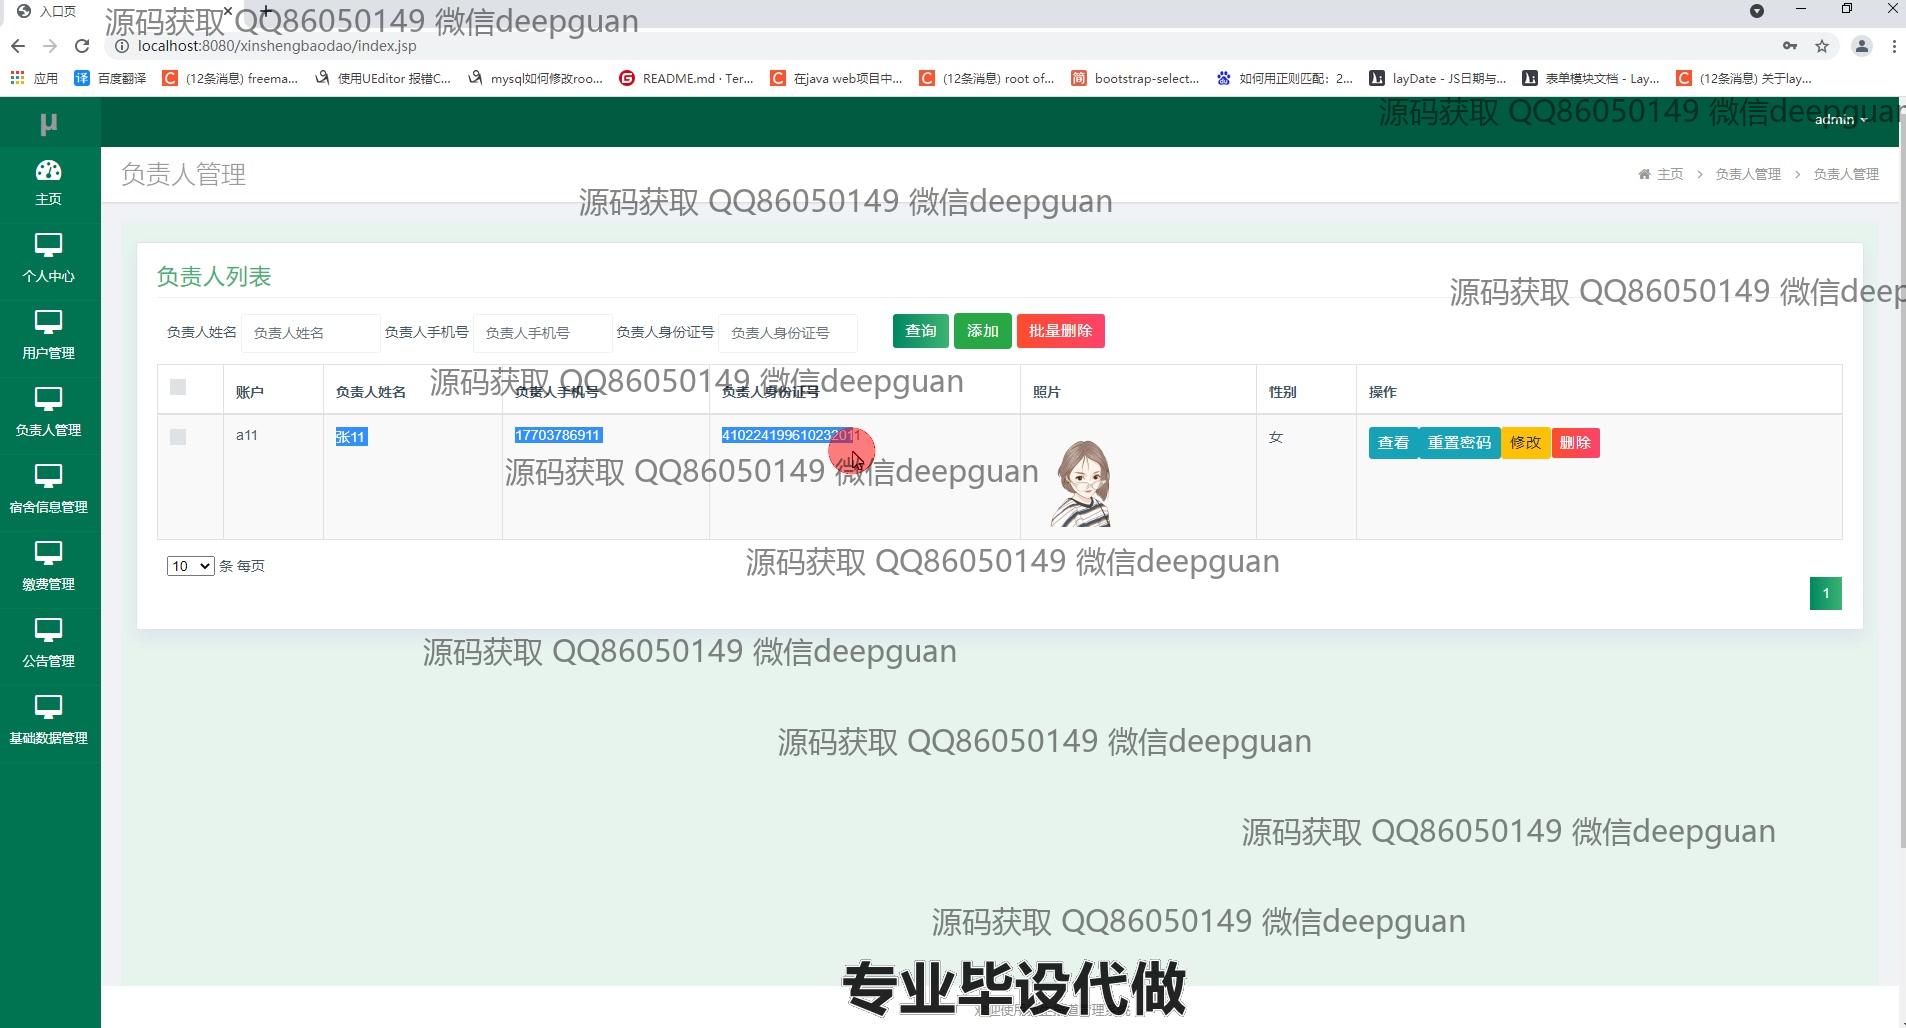 入口页
源码获取 QQ86050149 微信deepguan
localhost:8080/xinshengbaodao/index.jsp
应用 百度翻译 (12条消息) freema... 使用UEditor 报错C... mysql如何修改roo... README.md · Ter... 在java web项目中... (12条消息) root of... bootstrap-select... 如何用正则匹配：2... layDate - JS日期与... 表单模块文档 - Lay... (12条消息) 关于lay...
源码获取 QQ86050149 微信deepguan
μ
admin
主页
个人中心
用户管理
负责人管理
宿舍信息管理
缴费管理
公告管理
基础数据管理
负责人管理
主页 > 负责人管理 > 负责人管理
源码获取 QQ86050149 微信deepguan
负责人列表
源码获取 QQ86050149 微信deep
负责人姓名 负责人姓名 负责人手机号 负责人手机号 负责人身份证号 负责人身份证号 查询 添加 批量删除
源码获取 QQ86050149 微信deepguan
账户 负责人姓名 负责人手机号 负责人身份证号 照片 性别 操作
a11 张11 17703786911 410224199610232011 女 查看 重置密码 修改 删除
源码获取 QQ86050149 微信deepguan
源码获取 QQ86050149 微信deepguan
10 条 每页
1
源码获取 QQ86050149 微信deepguan
源码获取 QQ86050149 微信deepguan
源码获取 QQ86050149 微信deepguan
源码获取 QQ86050149 微信deepguan
专业毕设代做